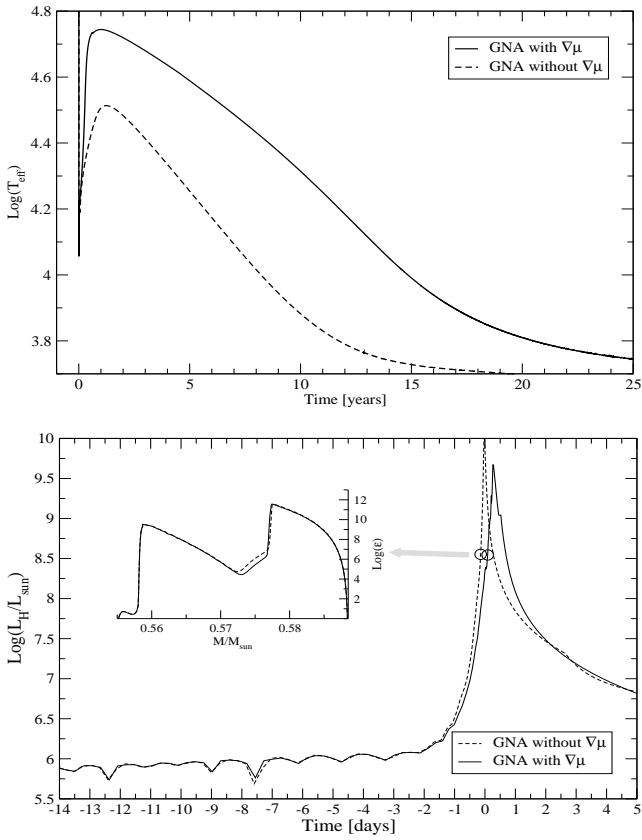 4.8
4.6
4.4
4.2
4
3.8
Log(T_eff)
GNA with ∇μ
GNA without ∇μ
0 5 10 15 20 25
Time [years]
10
9.5
9
8.5
8
7.5
7
6.5
6
5.5
Log(L_H/L_sun)
12
10
8
6
4
2
Log(ε)
0.56 0.57 0.58
M/M_sun
GNA without ∇μ
GNA with ∇μ
-14 -13 -12 -11 -10 -9 -8 -7 -6 -5 -4 -3 -2 -1 0 1 2 3 4 5
Time [days]